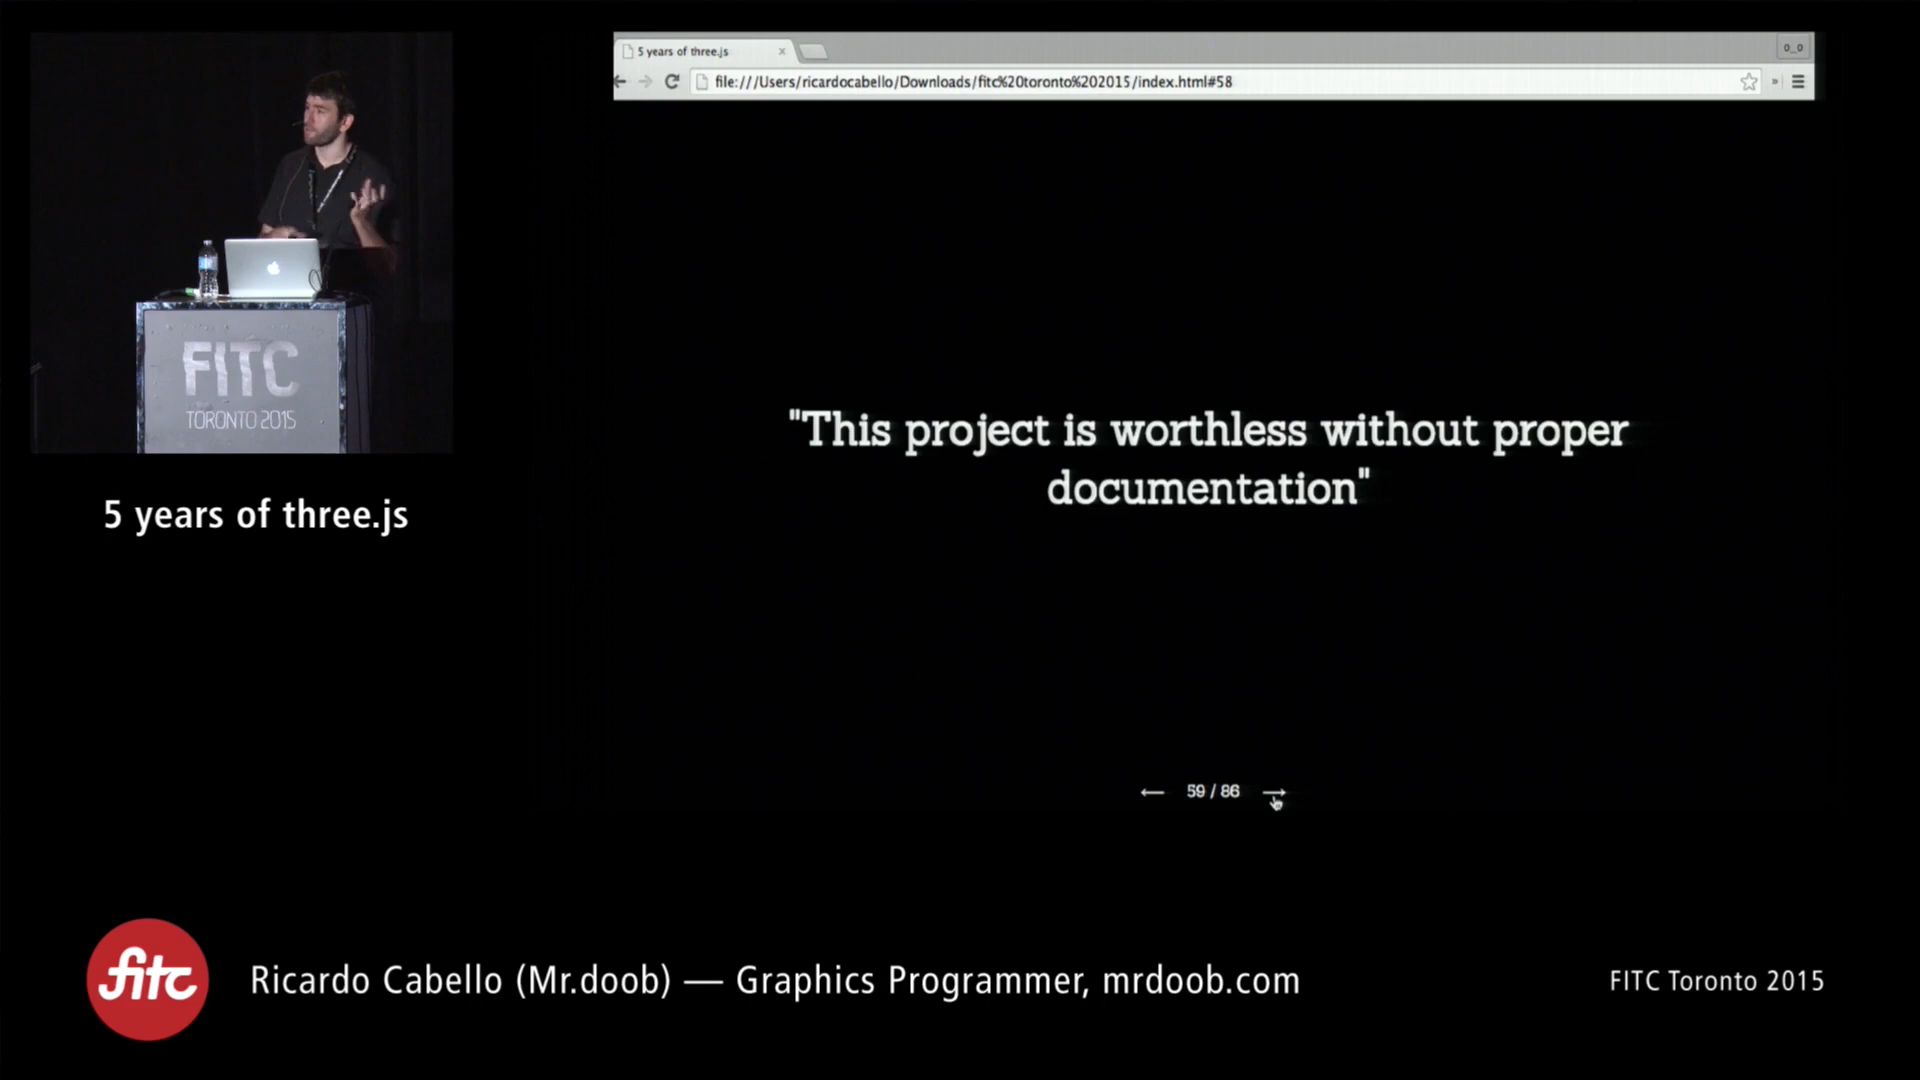 5 years of three.js
0_0
file:///Users/ricardocabello/Downloads/fitc%20toronto%202015/index.html#58
FITC
TORONTO 2015
5 years of three.js
"This project is worthless without proper
documentation"
59 / 86
fitc
Ricardo Cabello (Mr.doob) — Graphics Programmer, mrdoob.com
FITC Toronto 2015